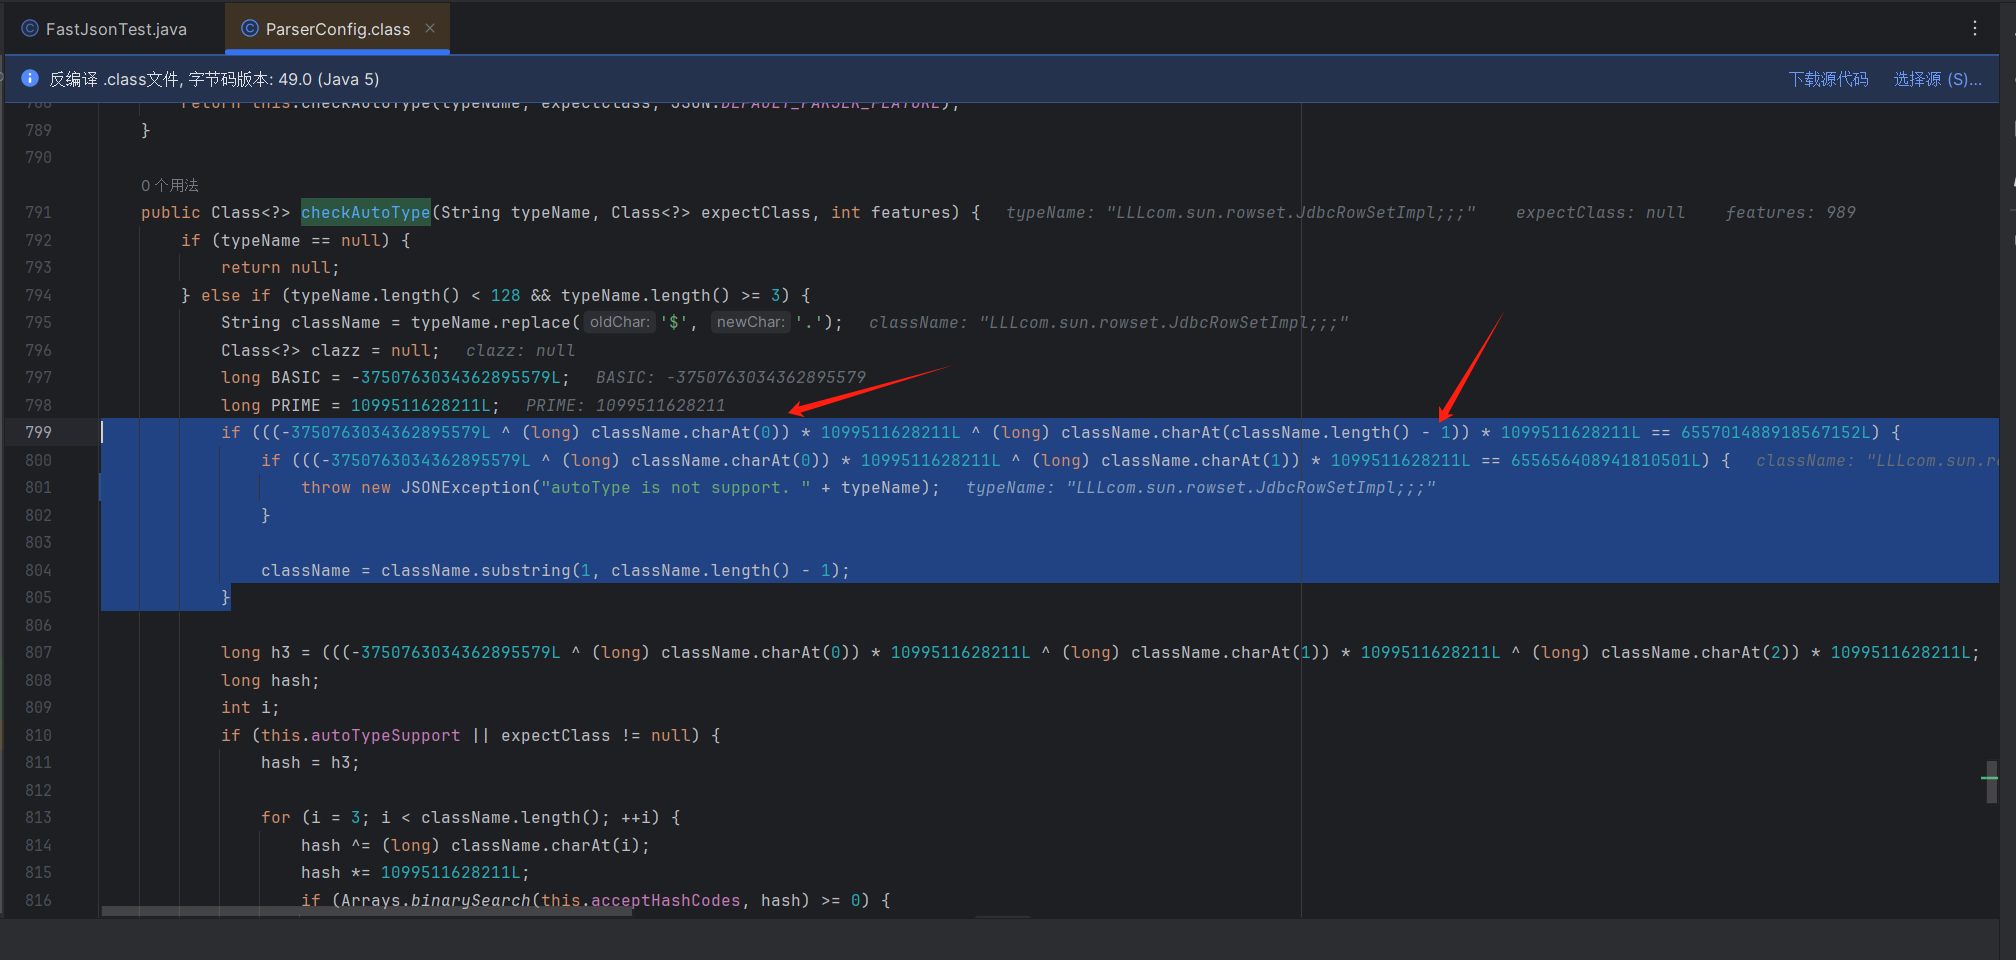 FastJsonTest.java
ParserConfig.class
反编译 .class文件, 字节码版本: 49.0 (Java 5)
下载源代码 选择源 (S)...
788 return this.checkAutoType(typeName, expectClass, JSON.DEFAULT_PARSER_FEATURE);
789 }
790
0 个用法
791 public Class<?> checkAutoType(String typeName, Class<?> expectClass, int features) { typeName: "LLLcom.sun.rowset.JdbcRowSetImpl;;;" expectClass: null features: 989
792 if (typeName == null) {
793 return null;
794 } else if (typeName.length() < 128 && typeName.length() >= 3) {
795 String className = typeName.replace( oldChar: '$', newChar: '.'); className: "LLLcom.sun.rowset.JdbcRowSetImpl;;;"
796 Class<?> clazz = null; clazz: null
797 long BASIC = -3750763034362895579L; BASIC: -3750763034362895579
798 long PRIME = 1099511628211L; PRIME: 1099511628211
799 if (((-3750763034362895579L ^ (long) className.charAt(0)) * 1099511628211L ^ (long) className.charAt(className.length() - 1)) * 1099511628211L == 655701488918567152L) {
800 if (((-3750763034362895579L ^ (long) className.charAt(0)) * 1099511628211L ^ (long) className.charAt(1)) * 1099511628211L == 655656408941810501L) { className: "LLLcom.sun.r
801 throw new JSONException("autoType is not support. " + typeName); typeName: "LLLcom.sun.rowset.JdbcRowSetImpl;;;"
802 }
803
804 className = className.substring(1, className.length() - 1);
805 }
806
807 long h3 = (((-3750763034362895579L ^ (long) className.charAt(0)) * 1099511628211L ^ (long) className.charAt(1)) * 1099511628211L ^ (long) className.charAt(2)) * 1099511628211L;
808 long hash;
809 int i;
810 if (this.autoTypeSupport || expectClass != null) {
811 hash = h3;
812
813 for (i = 3; i < className.length(); ++i) {
814 hash ^= (long) className.charAt(i);
815 hash *= 1099511628211L;
816 if (Arrays.binarySearch(this.acceptHashCodes, hash) >= 0) {